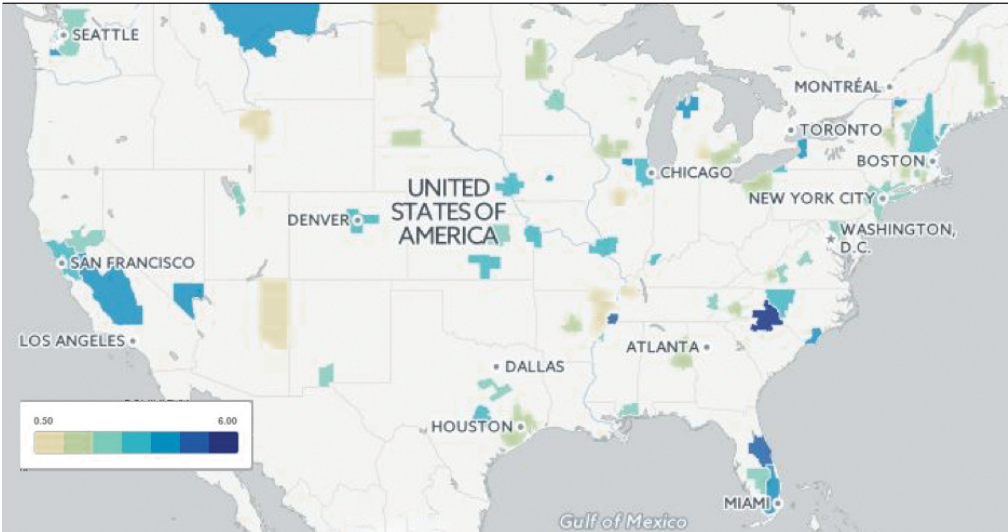 SEATTLE
MONTRÉAL
TORONTO
BOSTON
CHICAGO
UNITED
STATES OF
AMERICA
NEW YORK CITY
DENVER
WASHINGTON,
D.C.
SAN FRANCISCO
LOS ANGELES
ATLANTA
DALLAS
0.50 6.00
HOUSTON
MIAMI
Gulf of Mexico